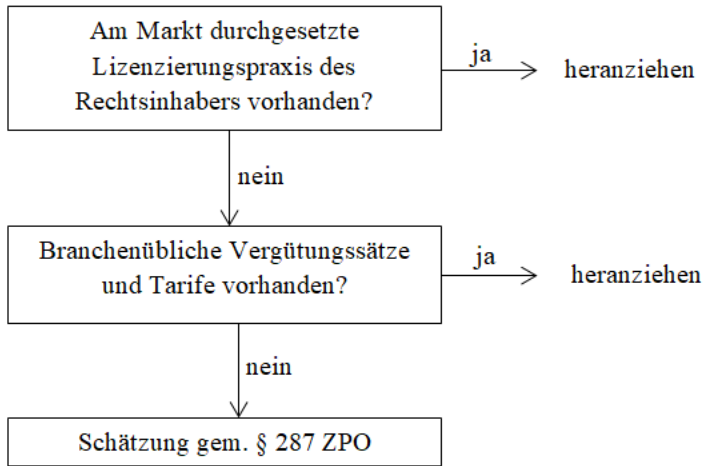 Am Markt durchgesetzte
Lizenzierungspraxis des
Rechtsinhabers vorhanden?
ja
heranziehen
nein
Branchenübliche Vergütungssätze
und Tarife vorhanden?
ja
heranziehen
nein
Schätzung gem. § 287 ZPO